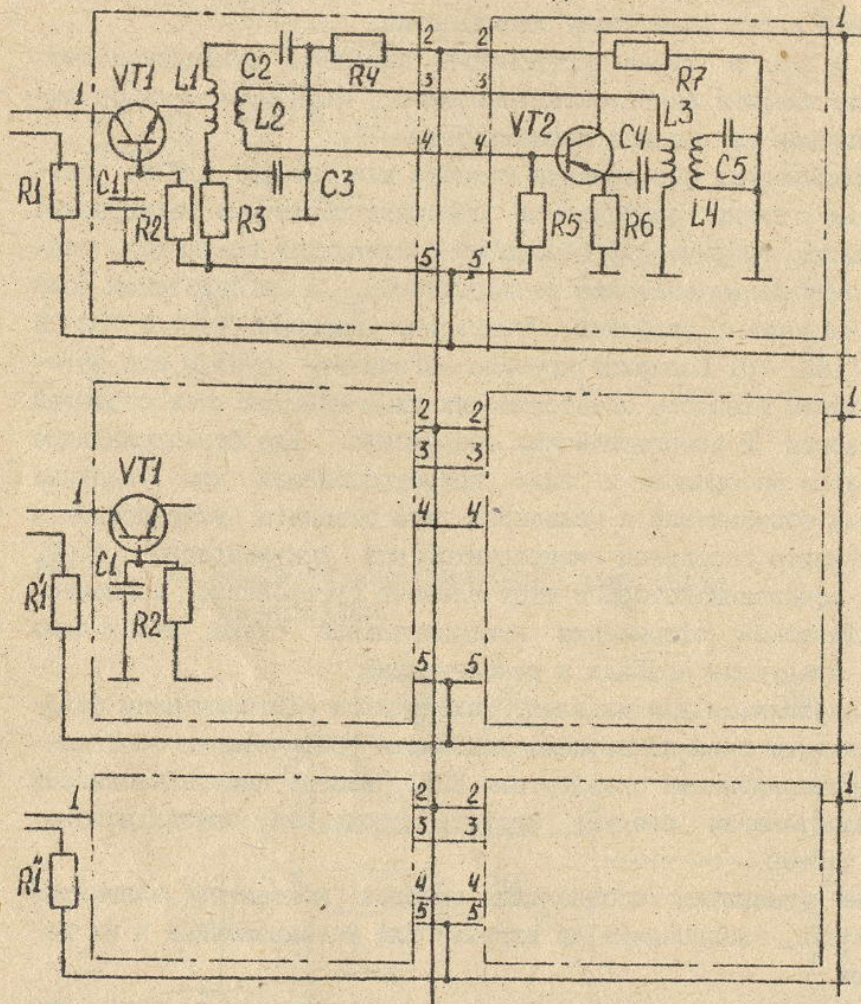 1
2 2
C2 R4 R7
VT1 L1 3 3
1 L2 VT2 L3
4 4 C4
C1 C3 C5
R1 R2 R3 R5 R6 L4
5 5
2 2 1
3 3
VT1
1 4 4
C1
R1' R2
5 5
1 2 2 1
3 3
R1" 4 4
5 5